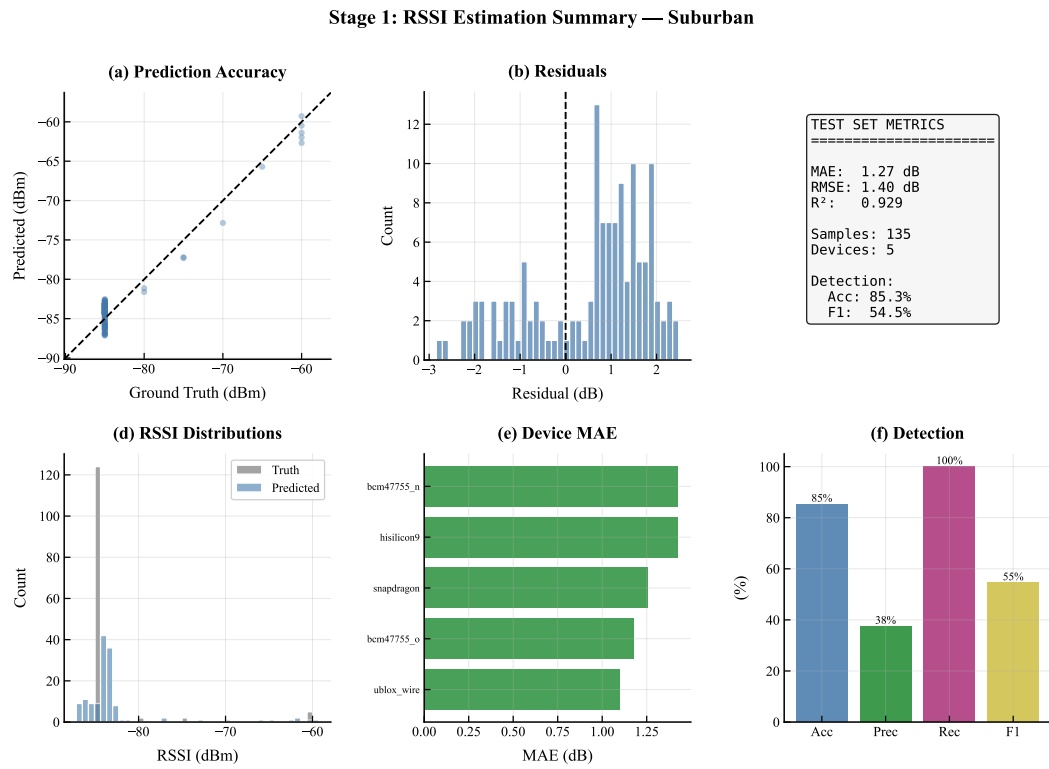 Stage 1: RSSI Estimation Summary — Suburban
(a) Prediction Accuracy
−60
−65
−70
−75
−80
−85
−90
−90
−80
−70
−60
Predicted (dBm)
Ground Truth (dBm)
(b) Residuals
12
10
8
6
4
2
0
−3
−2
−1
0
1
2
Count
Residual (dB)
TEST SET METRICS
======================
MAE:  1.27 dB
RMSE: 1.40 dB
R²:   0.929
Samples: 135
Devices: 5
Detection:
Acc: 85.3%
F1:  54.5%
(d) RSSI Distributions
Truth
Predicted
120
100
80
60
40
20
0
−80
−70
−60
Count
RSSI (dBm)
(e) Device MAE
bcm47755_n
hisilicon9
snapdragon
bcm47755_o
ublox_wire
0.00
0.25
0.50
0.75
1.00
1.25
MAE (dB)
(f) Detection
100
80
60
40
20
0
(%)
85%
38%
100%
55%
Acc
Prec
Rec
F1